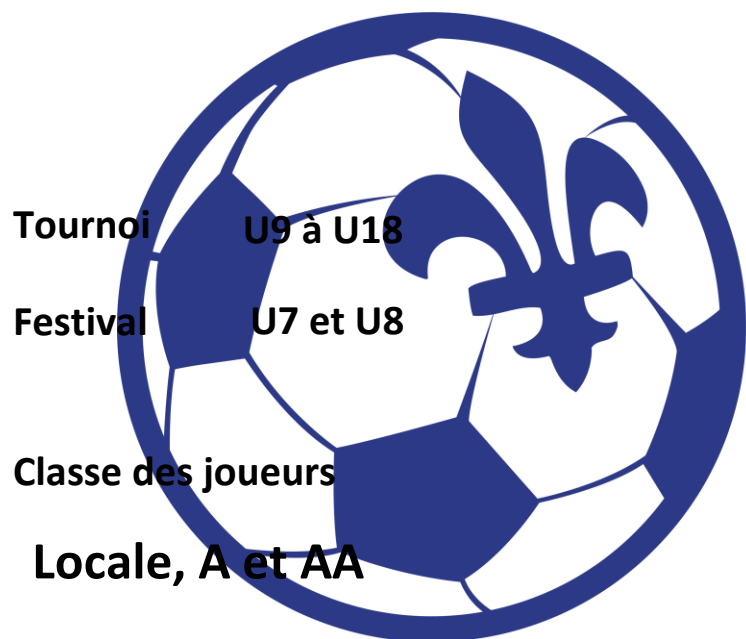 Tournoi U9 à U18
Festival U7 et U8
Classe des joueurs
Locale, A et AA